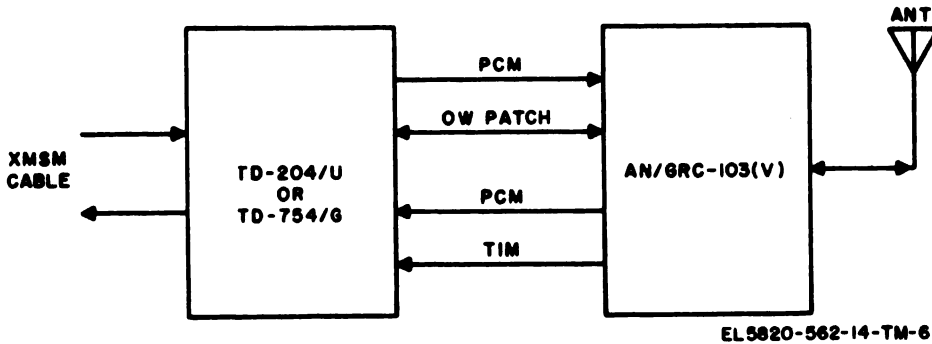 ANT
PCM
OW PATCH
XMSM
CABLE
TD-204/U
OR
TD-754/G
AN/GRC-103(V)
PCM
TIM
EL5820-562-14-TM-6